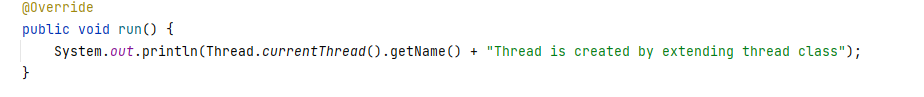 @Override
public void run() {
    System.out.println(Thread.currentThread().getName() + "Thread is created by extending thread class");
}